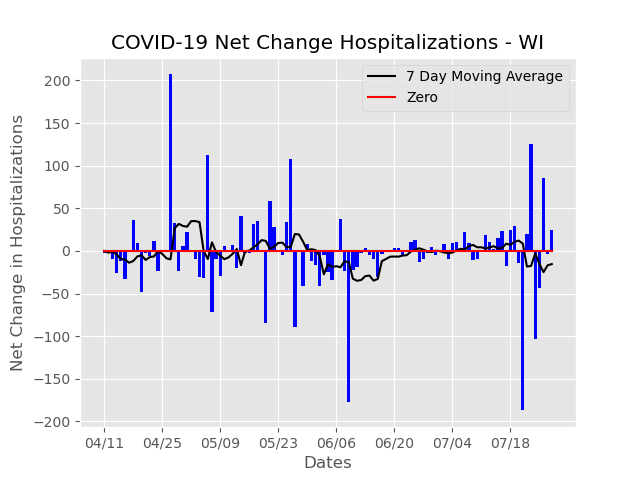 COVID-19 Net Change Hospitalizations - WI
7 Day Moving Average
Zero
Net Change in Hospitalizations
200
150
100
50
0
−50
−100
−150
−200
04/11 04/25 05/09 05/23 06/06 06/20 07/04 07/18
Dates